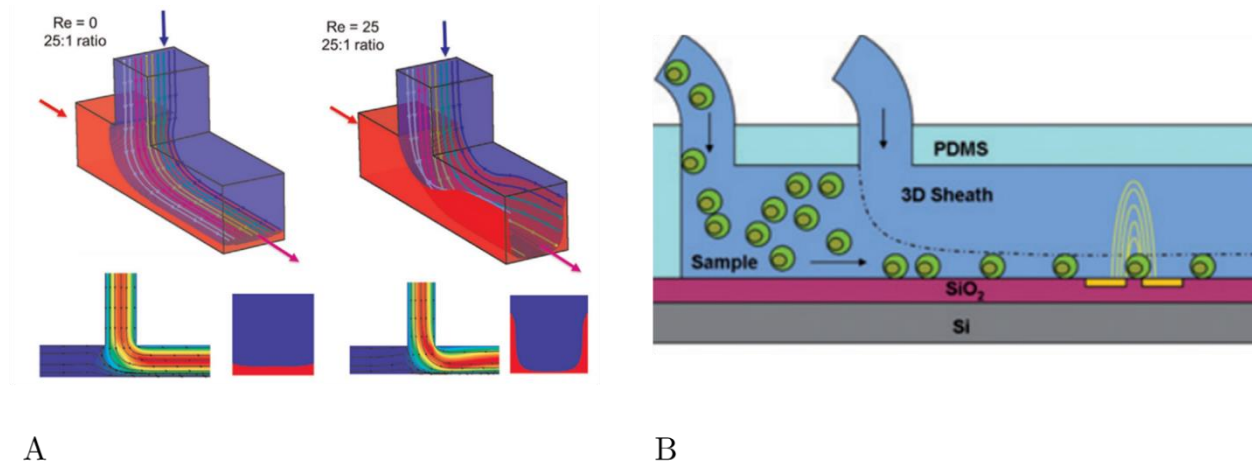 Re = 0
25:1 ratio
Re = 25
25:1 ratio
PDMS
3D Sheath
Sample
SiO₂
Si
A
B